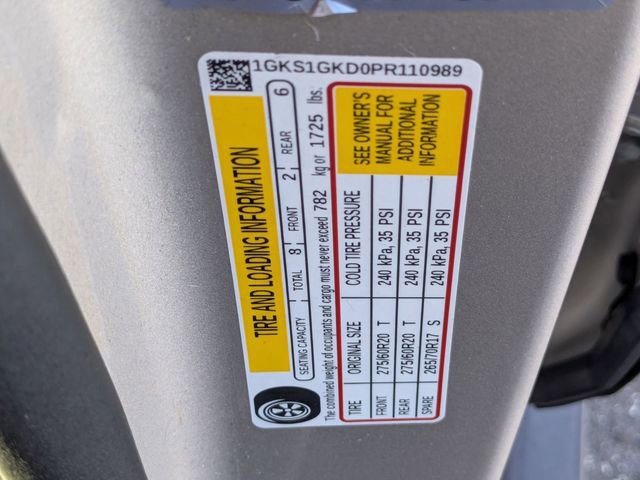 1GKS1GKD0PR110989
TIRE AND LOADING INFORMATION
SEATING CAPACITY TOTAL 8 FRONT 2 REAR 6
The combined weight of occupants and cargo must never exceed 782 kg or 1725 lbs.
TIRE ORIGINAL SIZE COLD TIRE PRESSURE
FRONT 275/60R20 T 240 kPa, 35 PSI
REAR 275/60R20 T 240 kPa, 35 PSI
SPARE 265/70R17 S 240 kPa, 35 PSI
SEE OWNER'S
MANUAL FOR
ADDITIONAL
INFORMATION